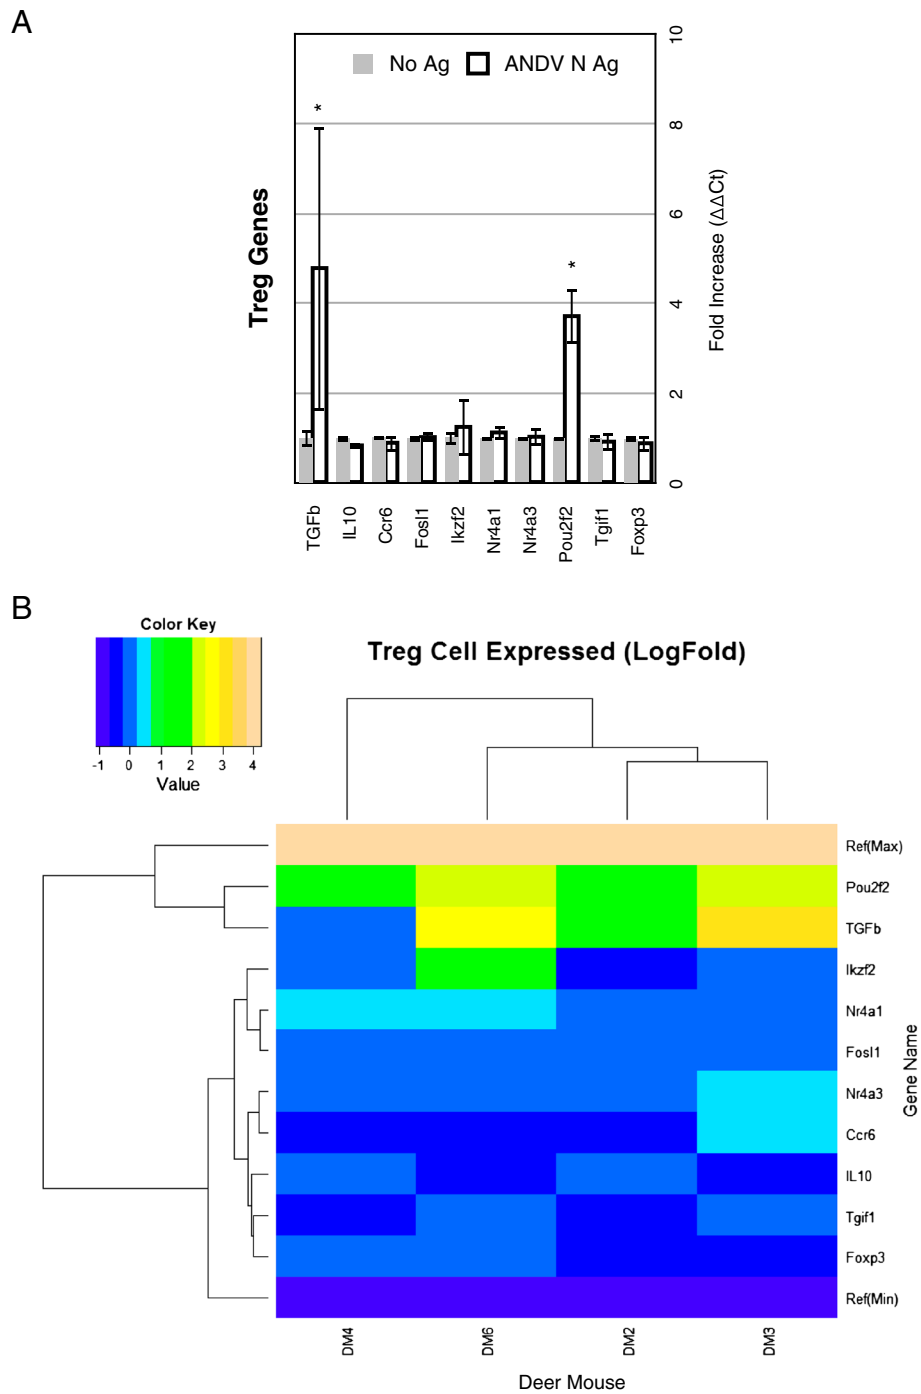 A
No Ag ANDV N Ag
Treg Genes
*
*
10
8
6
4
2
0
Fold Increase (ΔΔCt)
TGFb IL10 Ccr6 Fosl1 Ikzf2 Nr4a1 Nr4a3 Pou2f2 Tgif1 Foxp3
B
Color Key
-1 0 1 2 3 4
Value
Treg Cell Expressed (LogFold)
Ref(Max)
Pou2f2
TGFb
Ikzf2
Nr4a1
Fosl1
Nr4a3
Ccr6
IL10
Tgif1
Foxp3
Ref(Min)
Gene Name
DM4 DM6 DM2 DM3
Deer Mouse